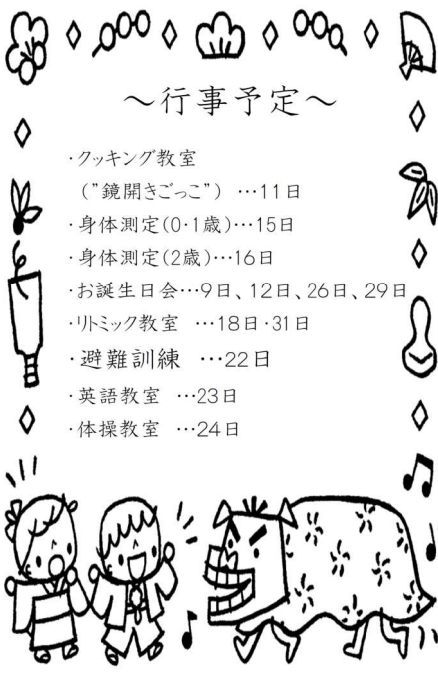 ～行事予定～
・クッキング教室
（"鏡開きごっこ"） …11日
・身体測定(0・1歳)…15日
・身体測定(2歳)…16日
・お誕生日会…9日、12日、26日、29日
・リトミック教室 …18日・31日
・避難訓練 …22日
・英語教室 …23日
・体操教室 …24日